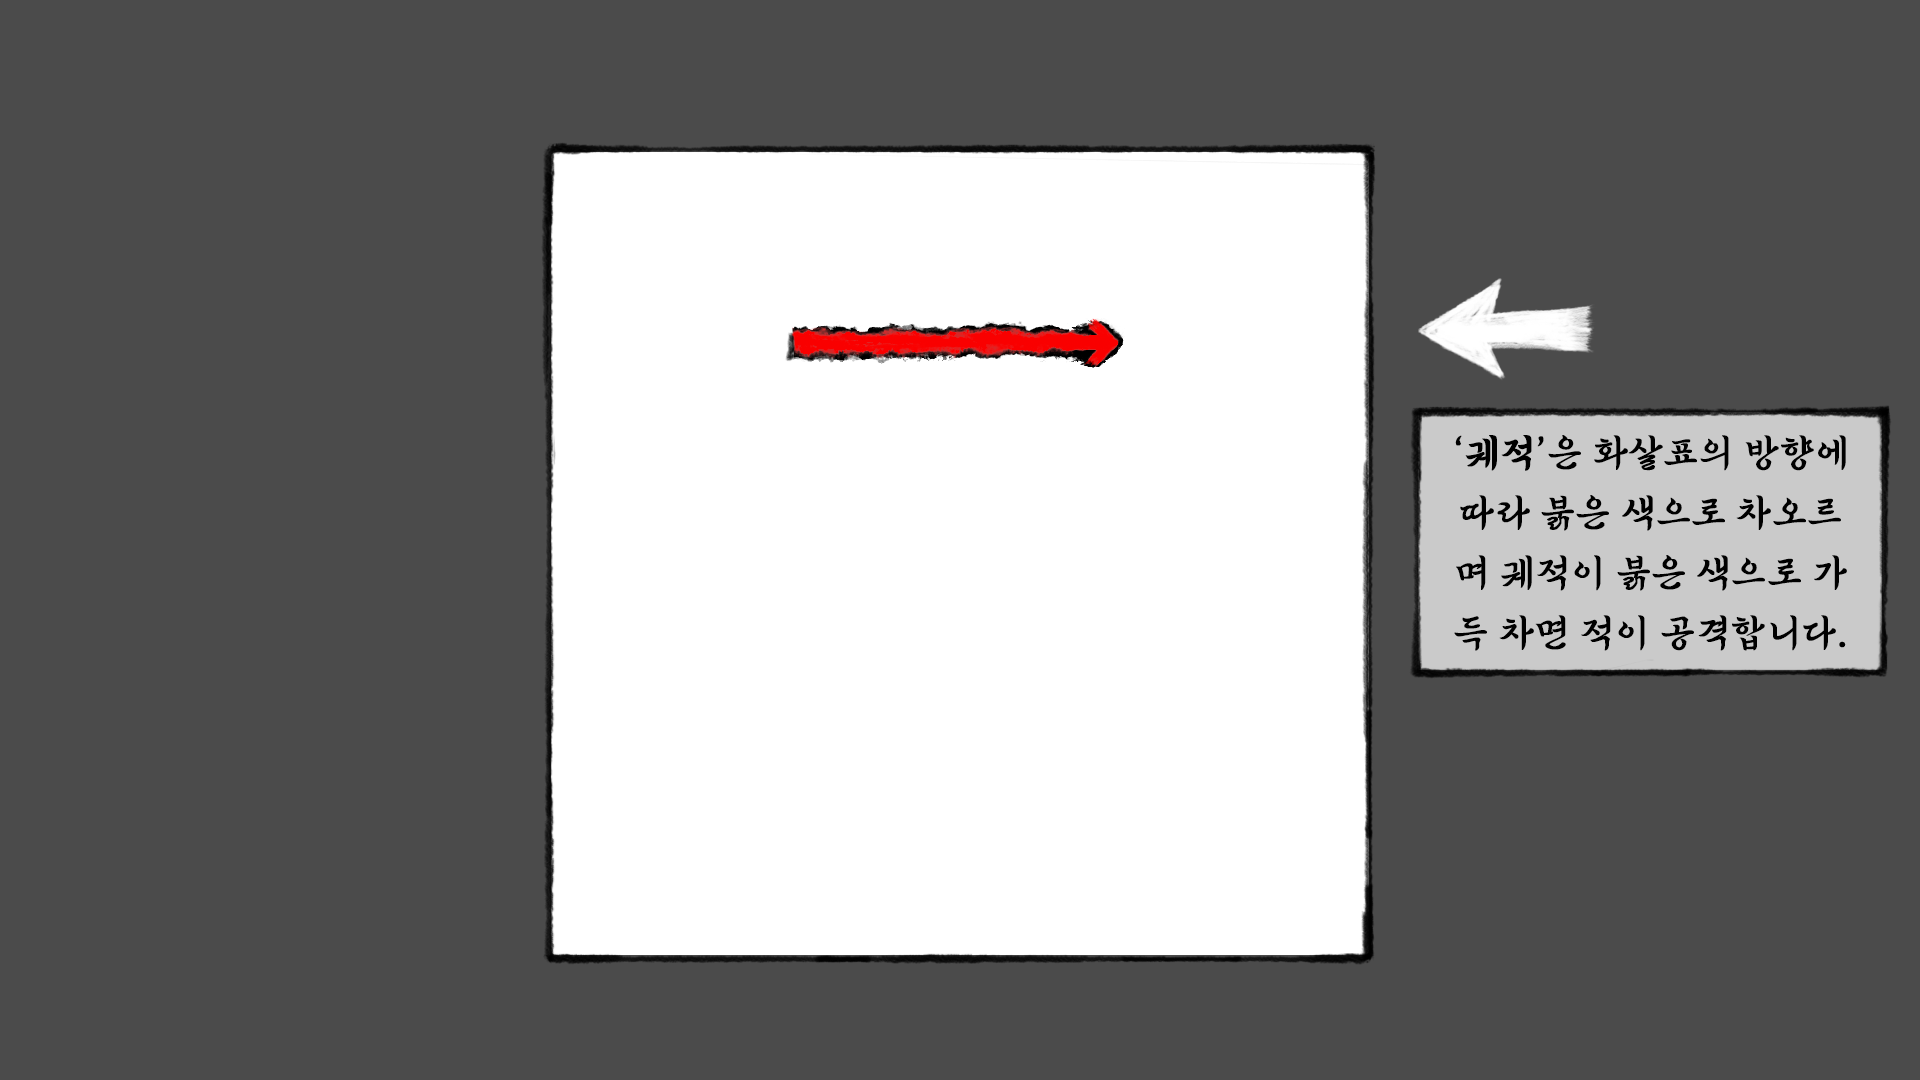 ‘궤적’은 화살표의 방향에
따라 붉은 색으로 차오르
며 궤적이 붉은 색으로 가
득 차면 적이 공격합니다.